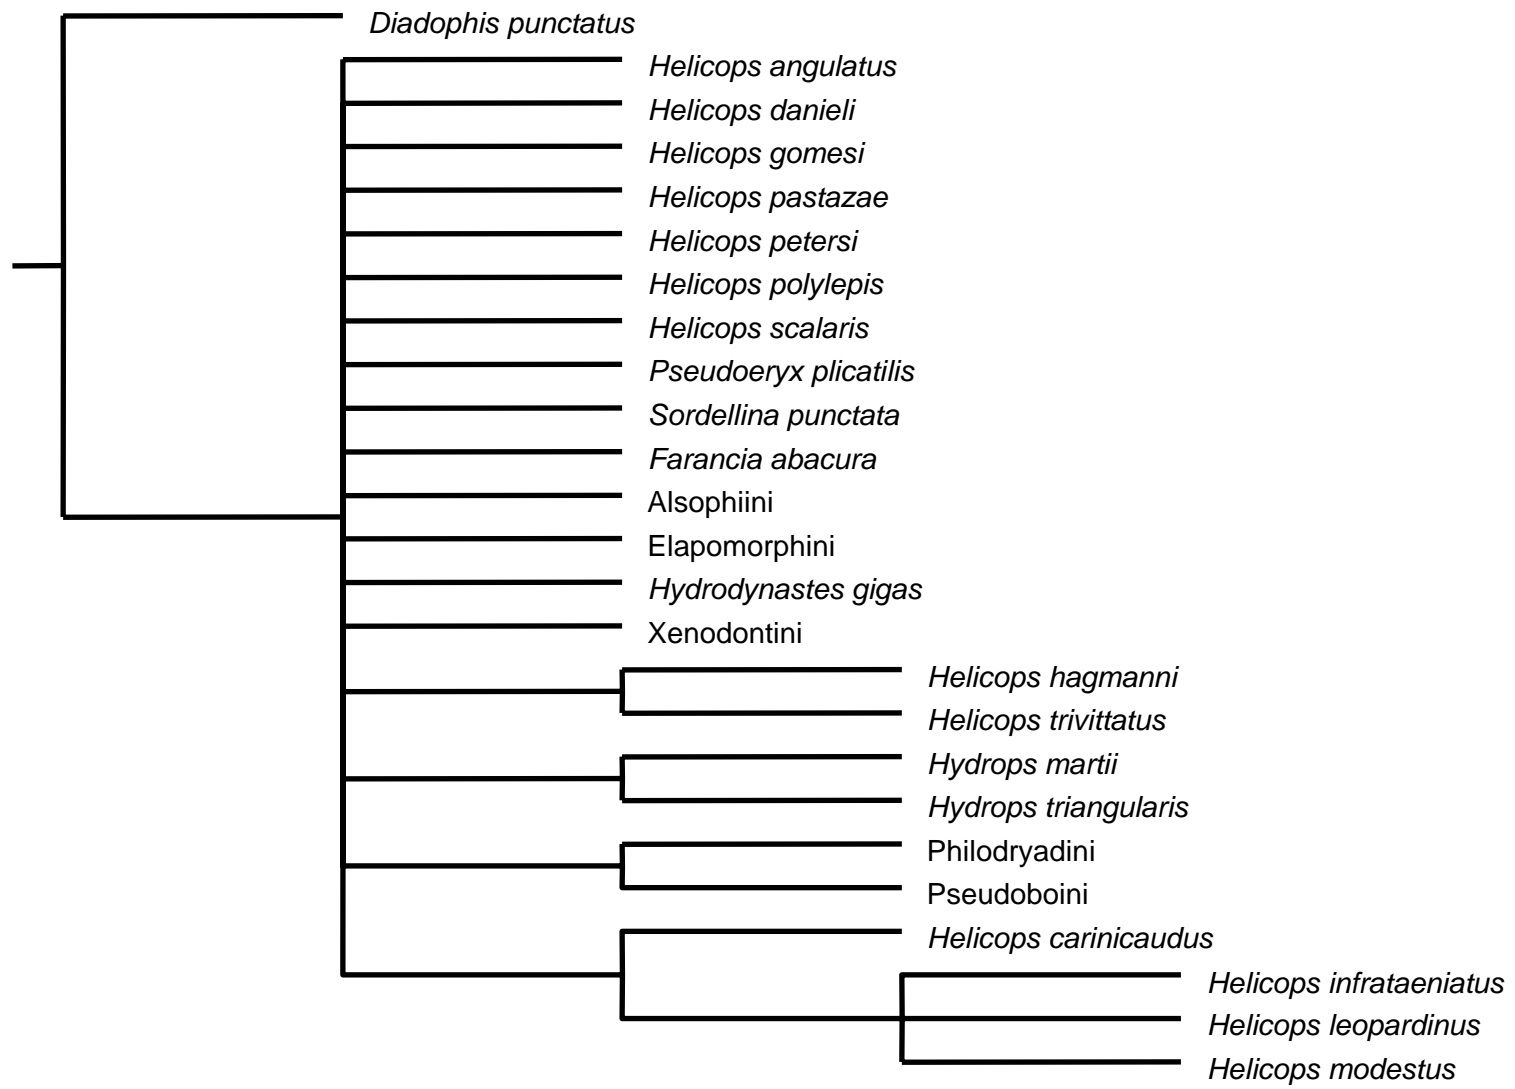 Diadophis punctatus
Helicops angulatus
Helicops danieli
Helicops gomesi
Helicops pastazae
Helicops petersi
Helicops polylepis
Helicops scalaris
Pseudoeryx plicatilis
Sordellina punctata
Farancia abacura
Alsophiini
Elapomorphini
Hydrodynastes gigas
Xenodontini
Helicops hagmanni
Helicops trivittatus
Hydrops martii
Hydrops triangularis
Philodryadini
Pseudoboini
Helicops carinicaudus
Helicops infrataeniatus
Helicops leopardinus
Helicops modestus